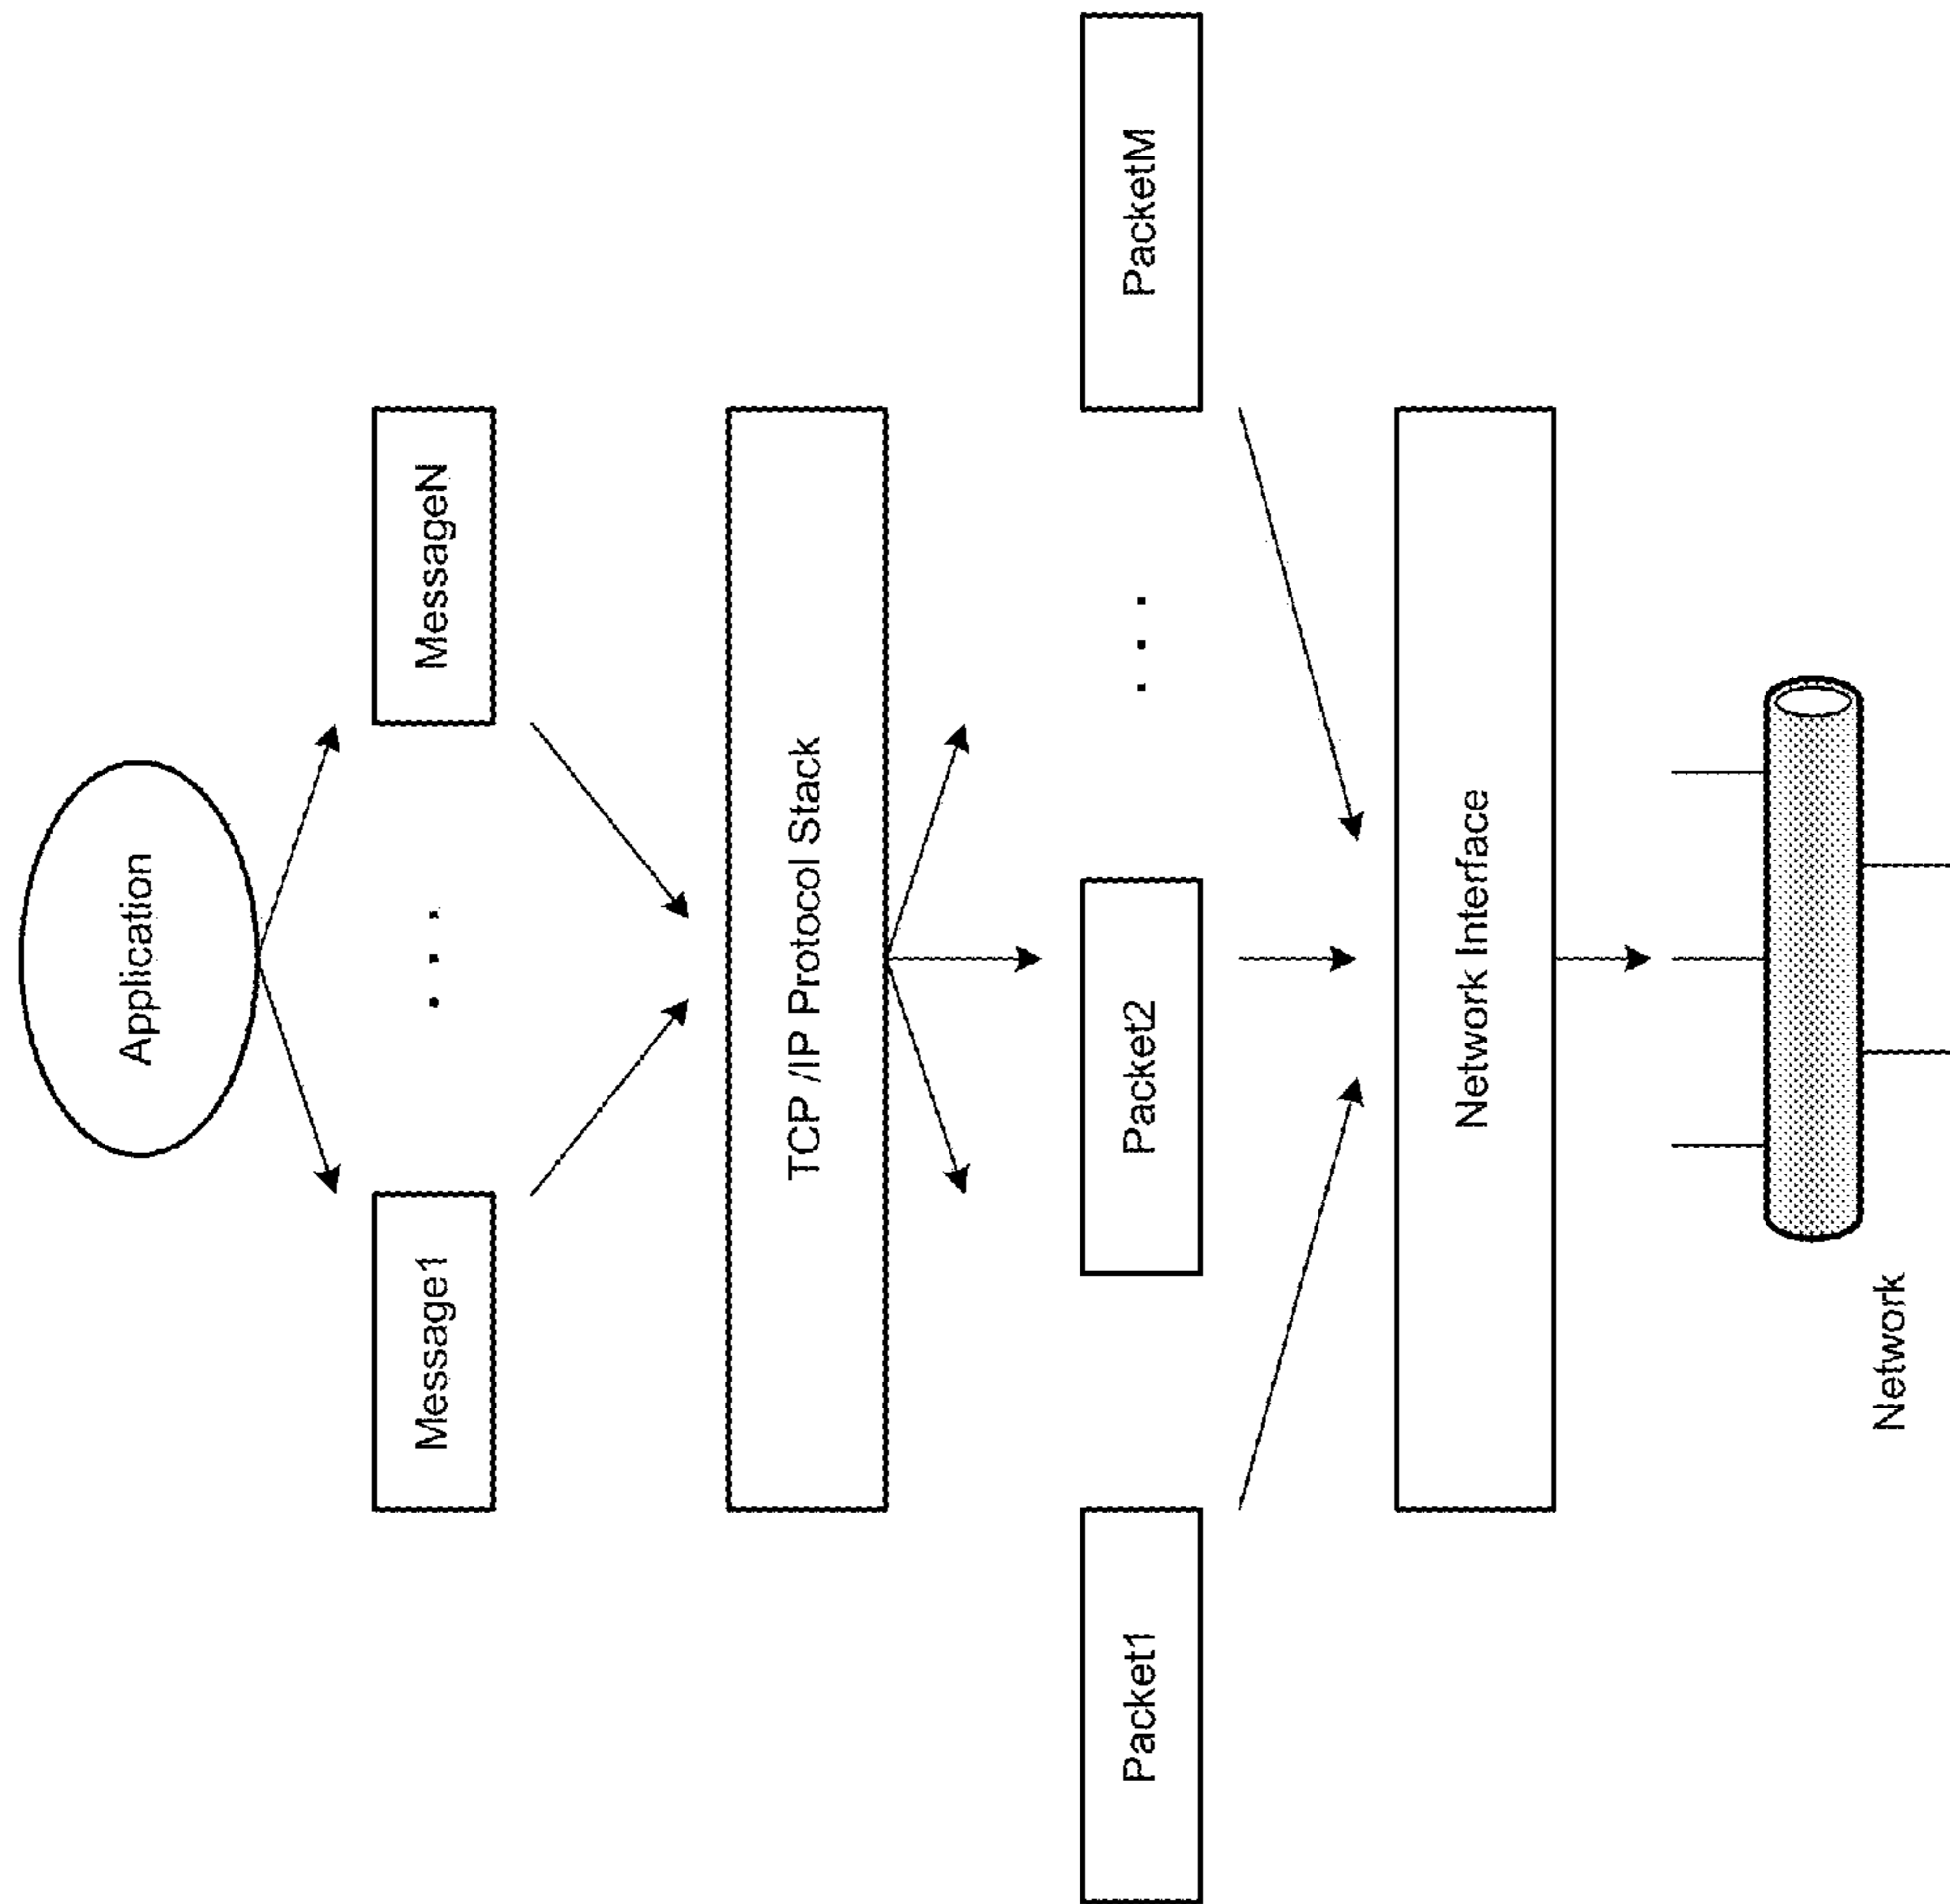 Application
Message1
. . .
MessageN
TCP /IP Protocol Stack
Packet1
Packet2
. . .
PacketM
Network Interface
Network